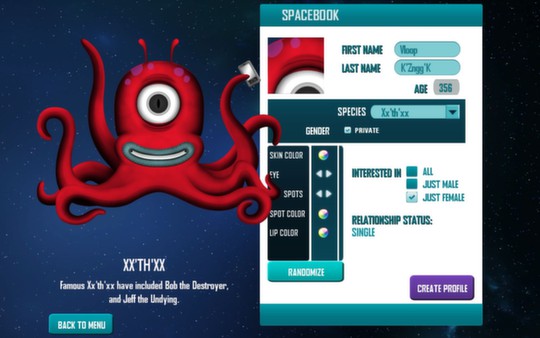 SPACEBOOK
FIRST NAME Vloop
LAST NAME K'Zngg'K
AGE 356
SPECIES Xx'th'xx
GENDER PRIVATE
SKIN COLOR
EYE
SPOTS
SPOT COLOR
LIP COLOR
RANDOMIZE
INTERESTED IN ALL
JUST MALE
JUST FEMALE
RELATIONSHIP STATUS:
SINGLE
CREATE PROFILE
XX'TH'XX
Famous Xx'th'xx have included Bob the Destroyer,
and Jeff the Undying.
BACK TO MENU